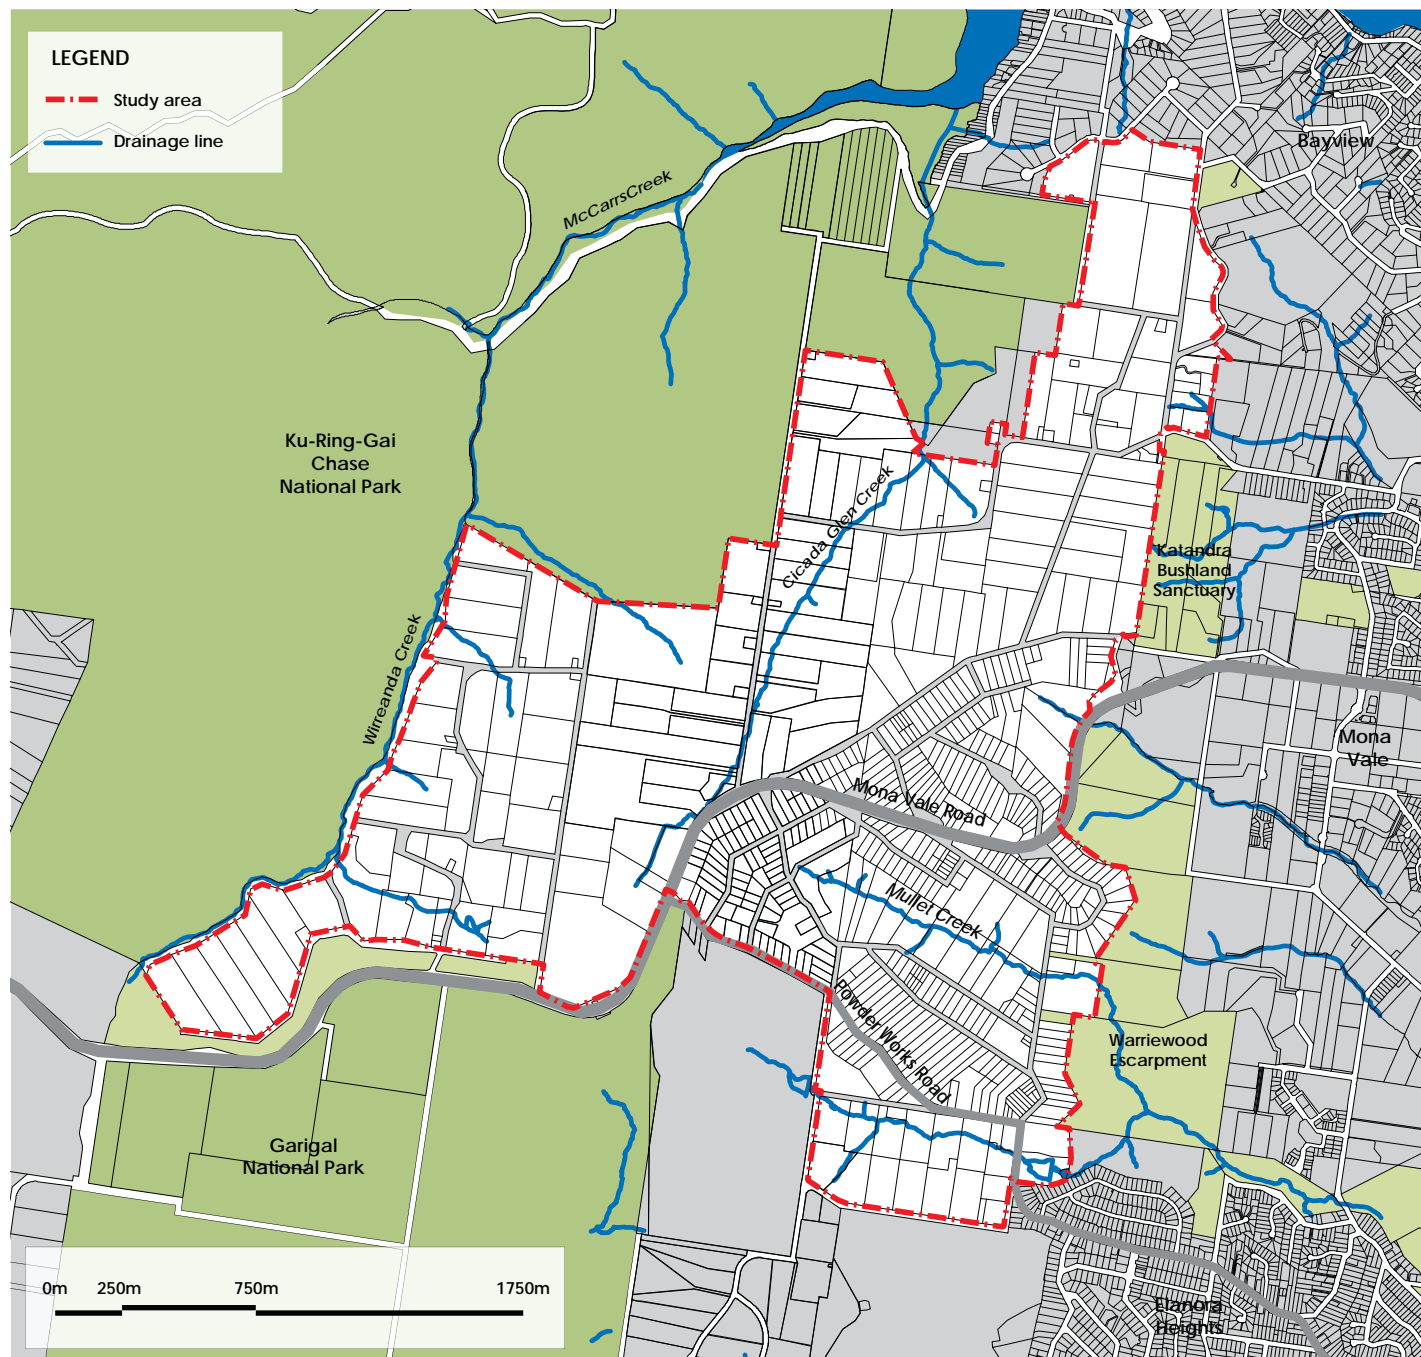 LEGEND
Study area
Drainage line
Bayview
McCarrsCreek
Ku-Ring-Gai
Chase
National Park
Cicada Glen Creek
Katandra
Bushland
Sanctuary
Wirreanda Creek
Mona
Vale
Mona Vale Road
Mullet Creek
Powder Works Road
Warriewood
Escarpment
Garigal
National Park
0m 250m 750m 1750m
Elanora
Heights